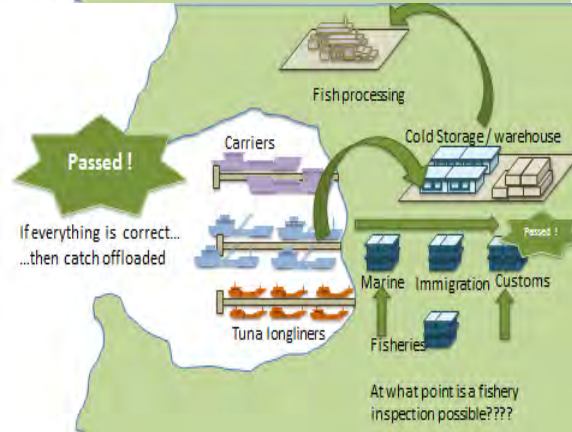 Fish processing
Carriers
Cold Storage / warehouse
Passed !
If everything is correct...
...then catch offloaded
Passed !
Marine
Immigration
Customs
Tuna longliners
Fisheries
At what point is a fishery
inspection possible????